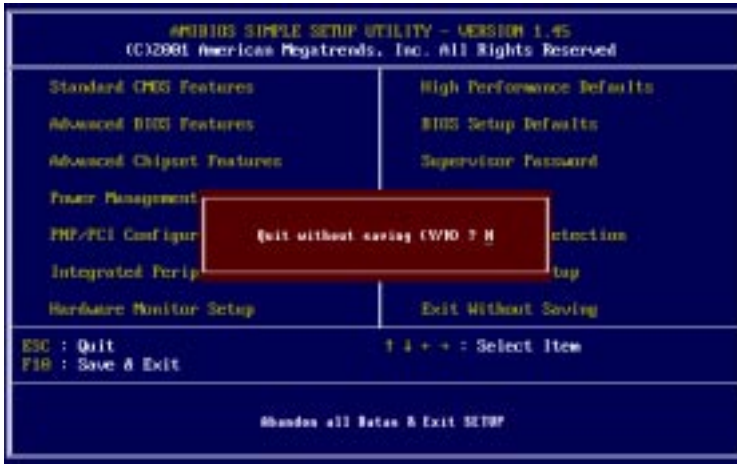 AMIBIOS SIMPLE SETUP UTILITY - VERSION 1.45
(C)2001 American Megatrends, Inc. All Rights Reserved
Standard CMOS Features
Advanced BIOS Features
Advanced Chipset Features
Power Management
PNP/PCI Configur
Integrated Perip
Hardware Monitor Setup
High Performance Defaults
BIOS Setup Defaults
Supervisor Password
etection
tup
Exit Without Saving
Quit without saving (Y/N) ? N
ESC : Quit
F10 : Save & Exit
↑ ↓ ← → : Select Item
Abandon all Datas & Exit SETUP